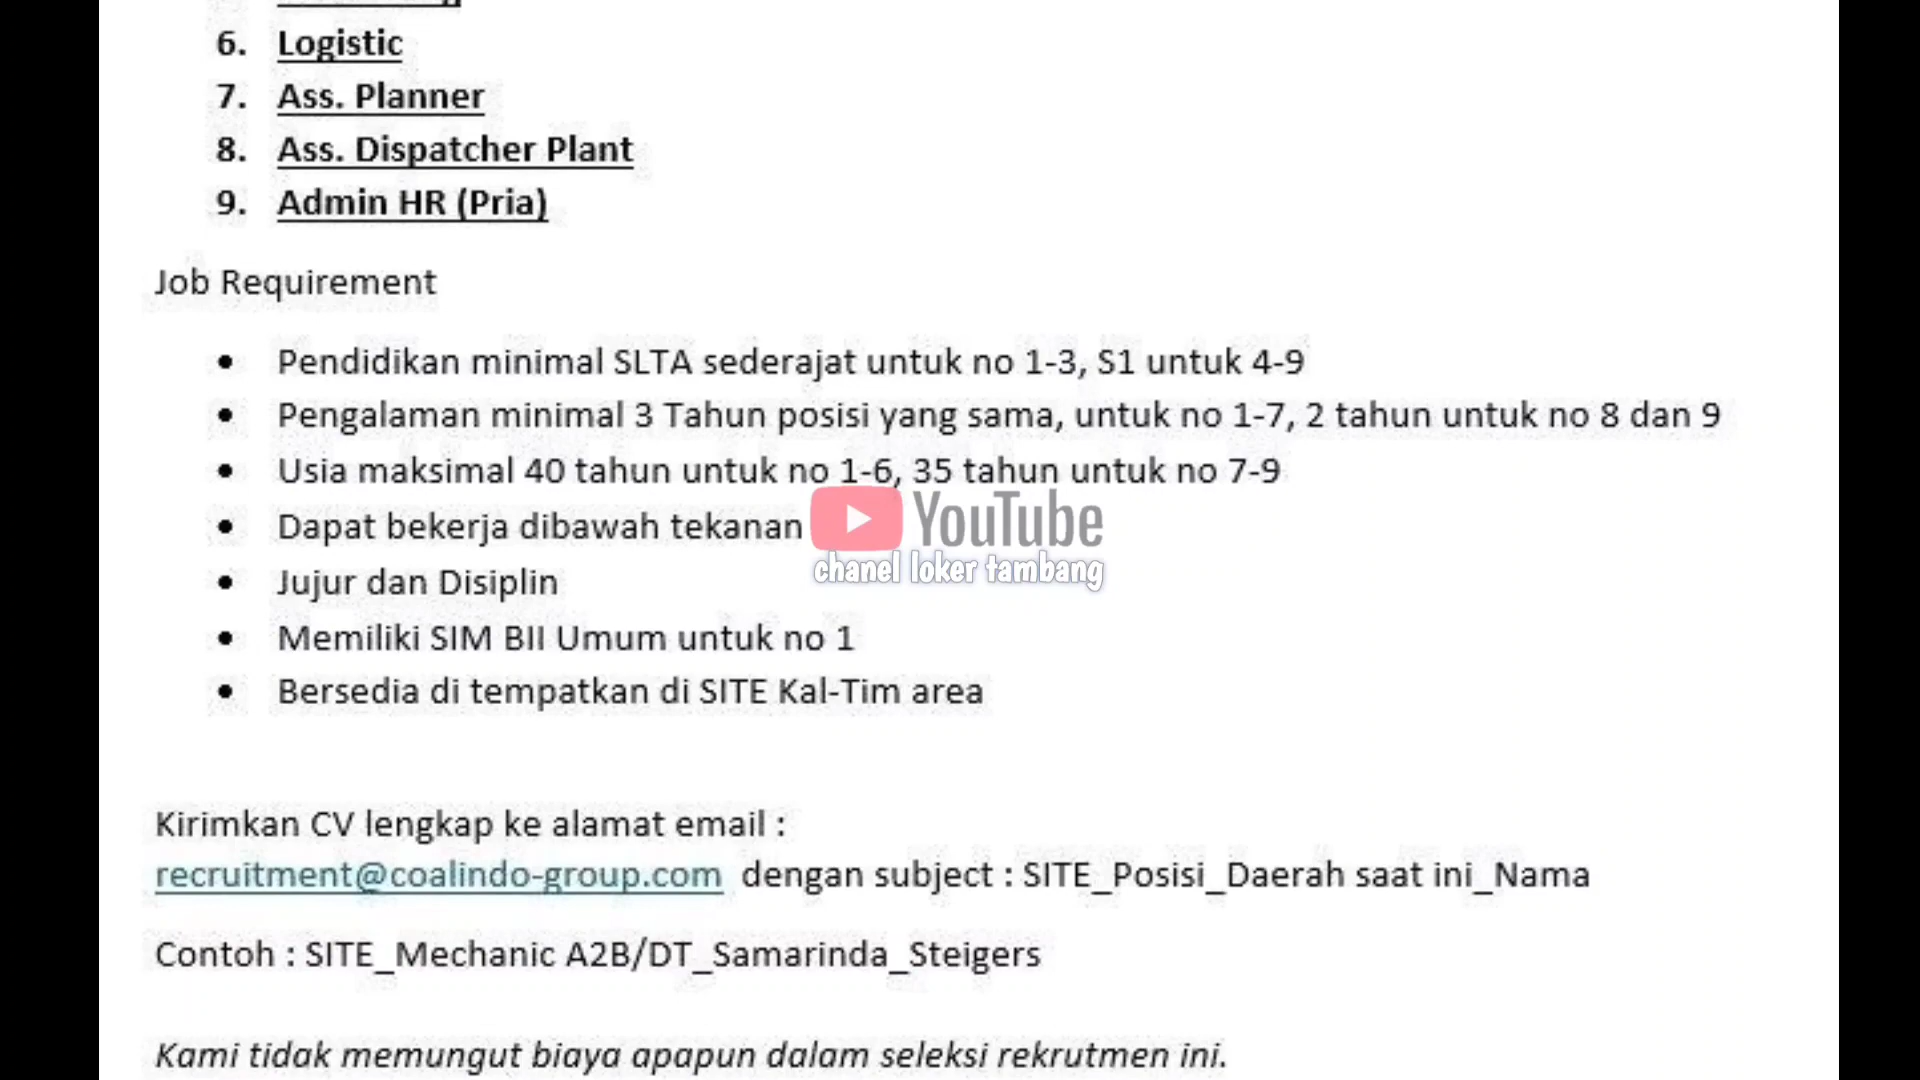 6. Logistic
7. Ass. Planner
8. Ass. Dispatcher Plant
9. Admin HR (Pria)
Job Requirement
• Pendidikan minimal SLTA sederajat untuk no 1-3, S1 untuk 4-9
• Pengalaman minimal 3 Tahun posisi yang sama, untuk no 1-7, 2 tahun untuk no 8 dan 9
• Usia maksimal 40 tahun untuk no 1-6, 35 tahun untuk no 7-9
• Dapat bekerja dibawah tekanan
YouTube
chanel loker tambang
• Jujur dan Disiplin
• Memiliki SIM BII Umum untuk no 1
• Bersedia di tempatkan di SITE Kal-Tim area
Kirimkan CV lengkap ke alamat email :
recruitment@coalindo-group.com dengan subject : SITE_Posisi_Daerah saat ini_Nama
Contoh : SITE_Mechanic A2B/DT_Samarinda_Steigers
Kami tidak memungut biaya apapun dalam seleksi rekrutmen ini.